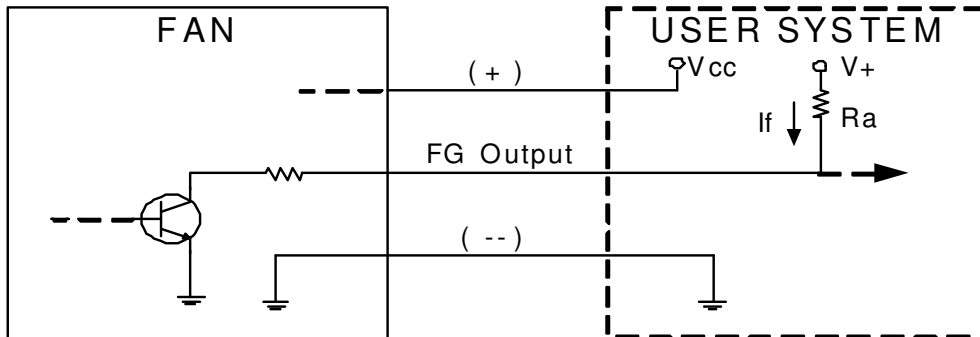 FAN
USER SYSTEM
Vcc
V+
(+)
If
Ra
FG Output
(--)